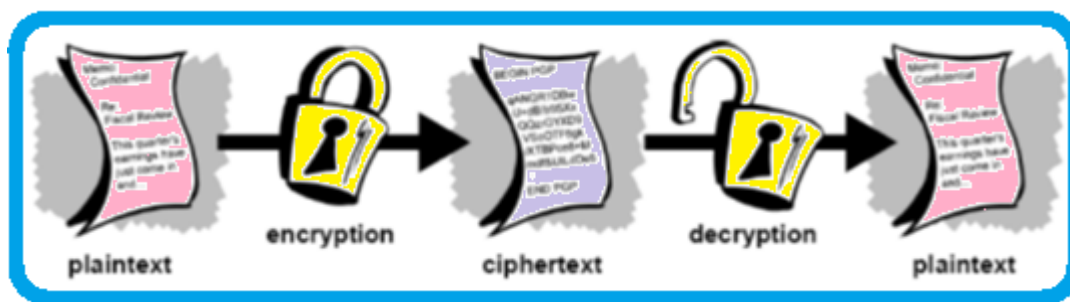 Memo:
Confidential
Re:
Fiscal Review
This quarter's
earnings have
just come in
and...
plaintext
encryption
BEGIN PGP
END PGP
ciphertext
decryption
Memo:
Confidential
Re:
Fiscal Review
This quarter's
earnings have
just come in
and...
plaintext